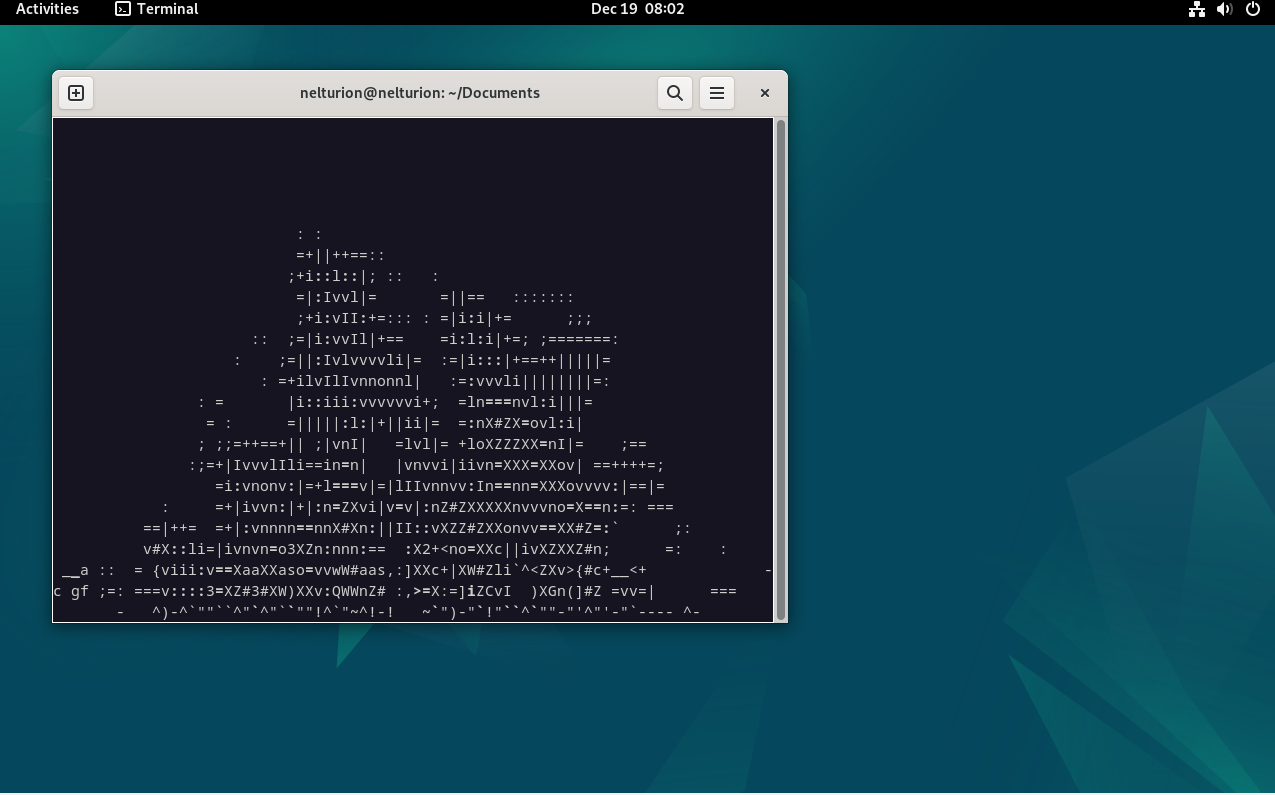 Activities Terminal Dec 19 08:02
nelturion@nelturion: ~/Documents
                           : :
                           =+||++==::
                          ;+i::l::|; ::   :
                           =|:Ivvl|=       =||==   :::::::
                           ;+i:vII:+=::: : =|i:i|+=      ;;;
                      ::  ;=|i:vvIl|+==    =i:l:i|+=; ;=======:
                    :    ;=||:Ivlvvvvli|=  :=|i:::|+==++|||||=
                       : =+ilvIlIvnnonnl|   :=:vvvli||||||||=:
                : =       |i::iii:vvvvvvi+;  =ln===nvl:i|||=
                 = :      =|||||:l:|+||ii|=  =:nX#ZX=ovl:i|
                ; ;;=++==+|| ;|vnI|   =lvl|= +loXZZZXX=nI|=    ;==
               :;=+|IvvvlIli==in=n|   |vnvvi|iivn=XXX=XXov| ==++++=;
                  =i:vnonv:|=+l===v|=|lIIvnnvv:In==nn=XXXovvvv:|==|=
            :     =+|ivvn:|+|:n=ZXvi|v=v|:nZ#ZXXXXXnvvvno=X==n:=: ===
          ==|++=  =+|:vnnnn==nnX#Xn:||II::vXZZ#ZXXonvv==XX#Z=:`      ;:
          v#X::li=|ivnvn=o3XZn:nnn:==  :X2+<no=XXc||ivXZXXZ#n;      =:    :
 __a ::  = {viii:v==XaaXXaso=vvwW#aas,:]XXc+|XW#Zli`^<ZXv>{#c+__<+             -
c gf ;=: ===v::::3=XZ#3#XW)XXv:QWWnZ# :,>=X:=]iZCvI  )XGn(]#Z =vv=|      ===
       -   ^)-^`""``^"`^"``""!^`"~^!-!   ~`")-"`!"``^`""-"'^"'-"`---- ^-